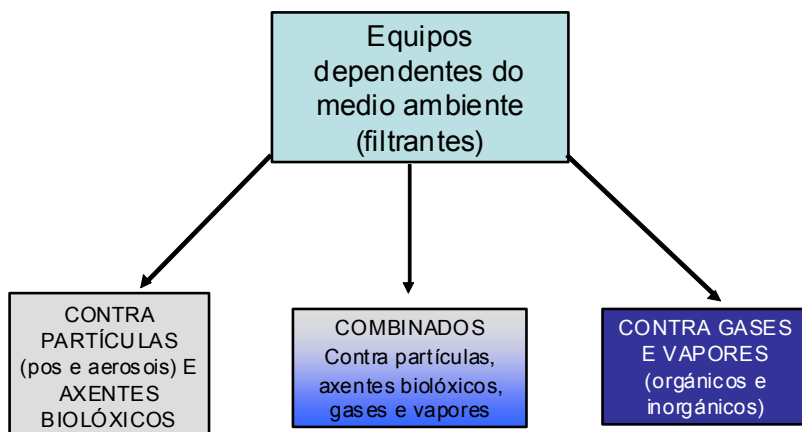 Equipos
dependentes do
medio ambiente
(filtrantes)
CONTRA
PARTÍCULAS
(pos e aerosois) E
AXENTES
BIOLÓXICOS
COMBINADOS
Contra partículas,
axentes biolóxicos,
gases e vapores
CONTRA GASES
E VAPORES
(orgánicos e
inorgánicos)